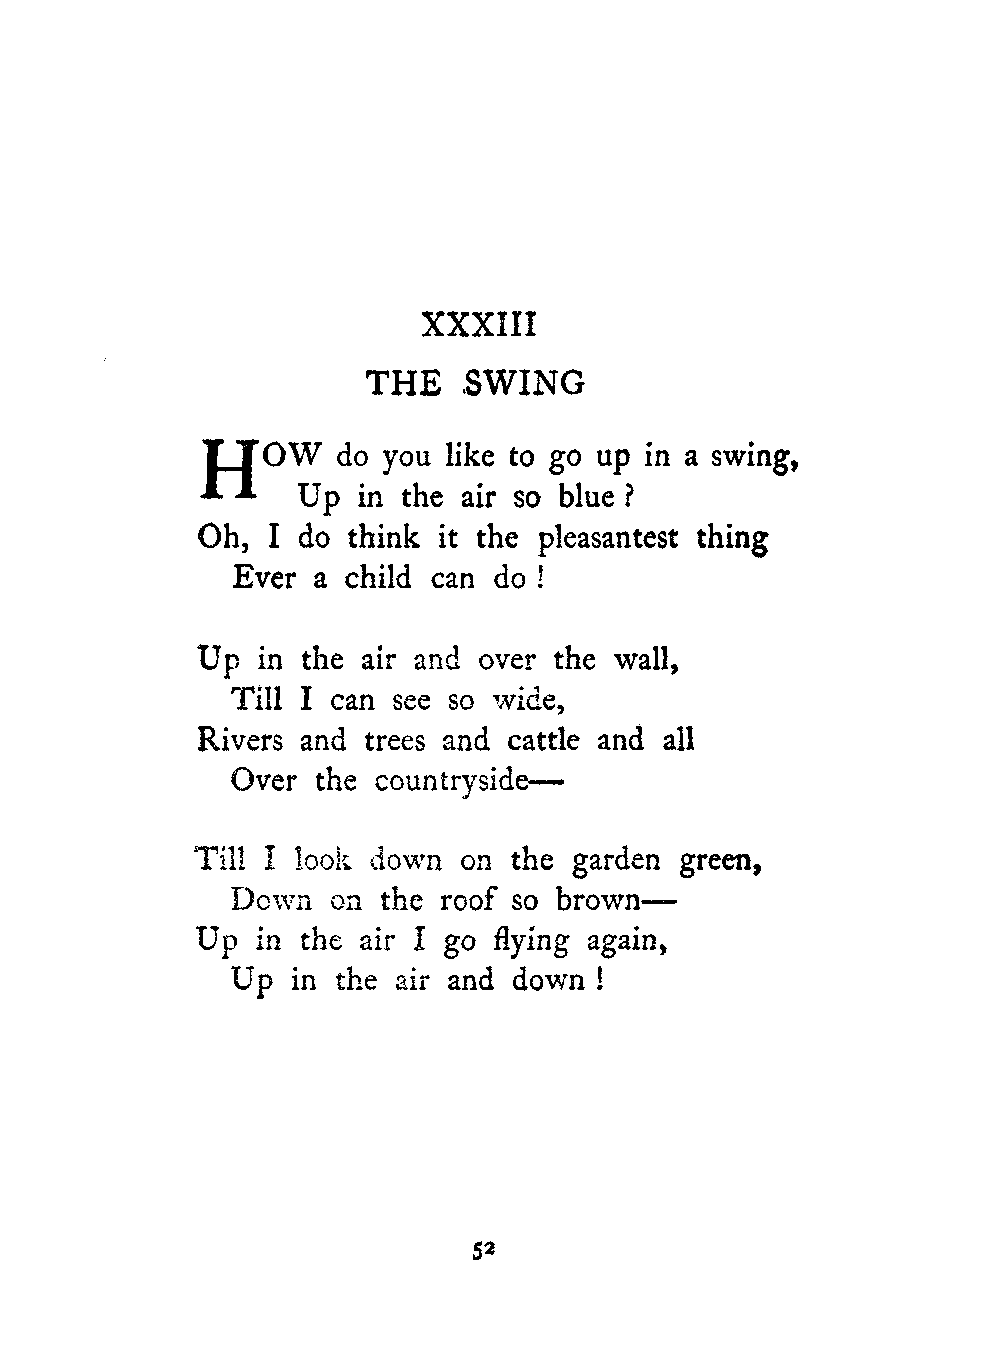 XXXIII
THE SWING
HOW do you like to go up in a swing,
Up in the air so blue ?
Oh, I do think it the pleasantest thing
Ever a child can do !
Up in the air and over the wall,
Till I can see so wide,
Rivers and trees and cattle and all
Over the countryside—
Till I look down on the garden green,
Down on the roof so brown—
Up in the air I go flying again,
Up in the air and down !
52